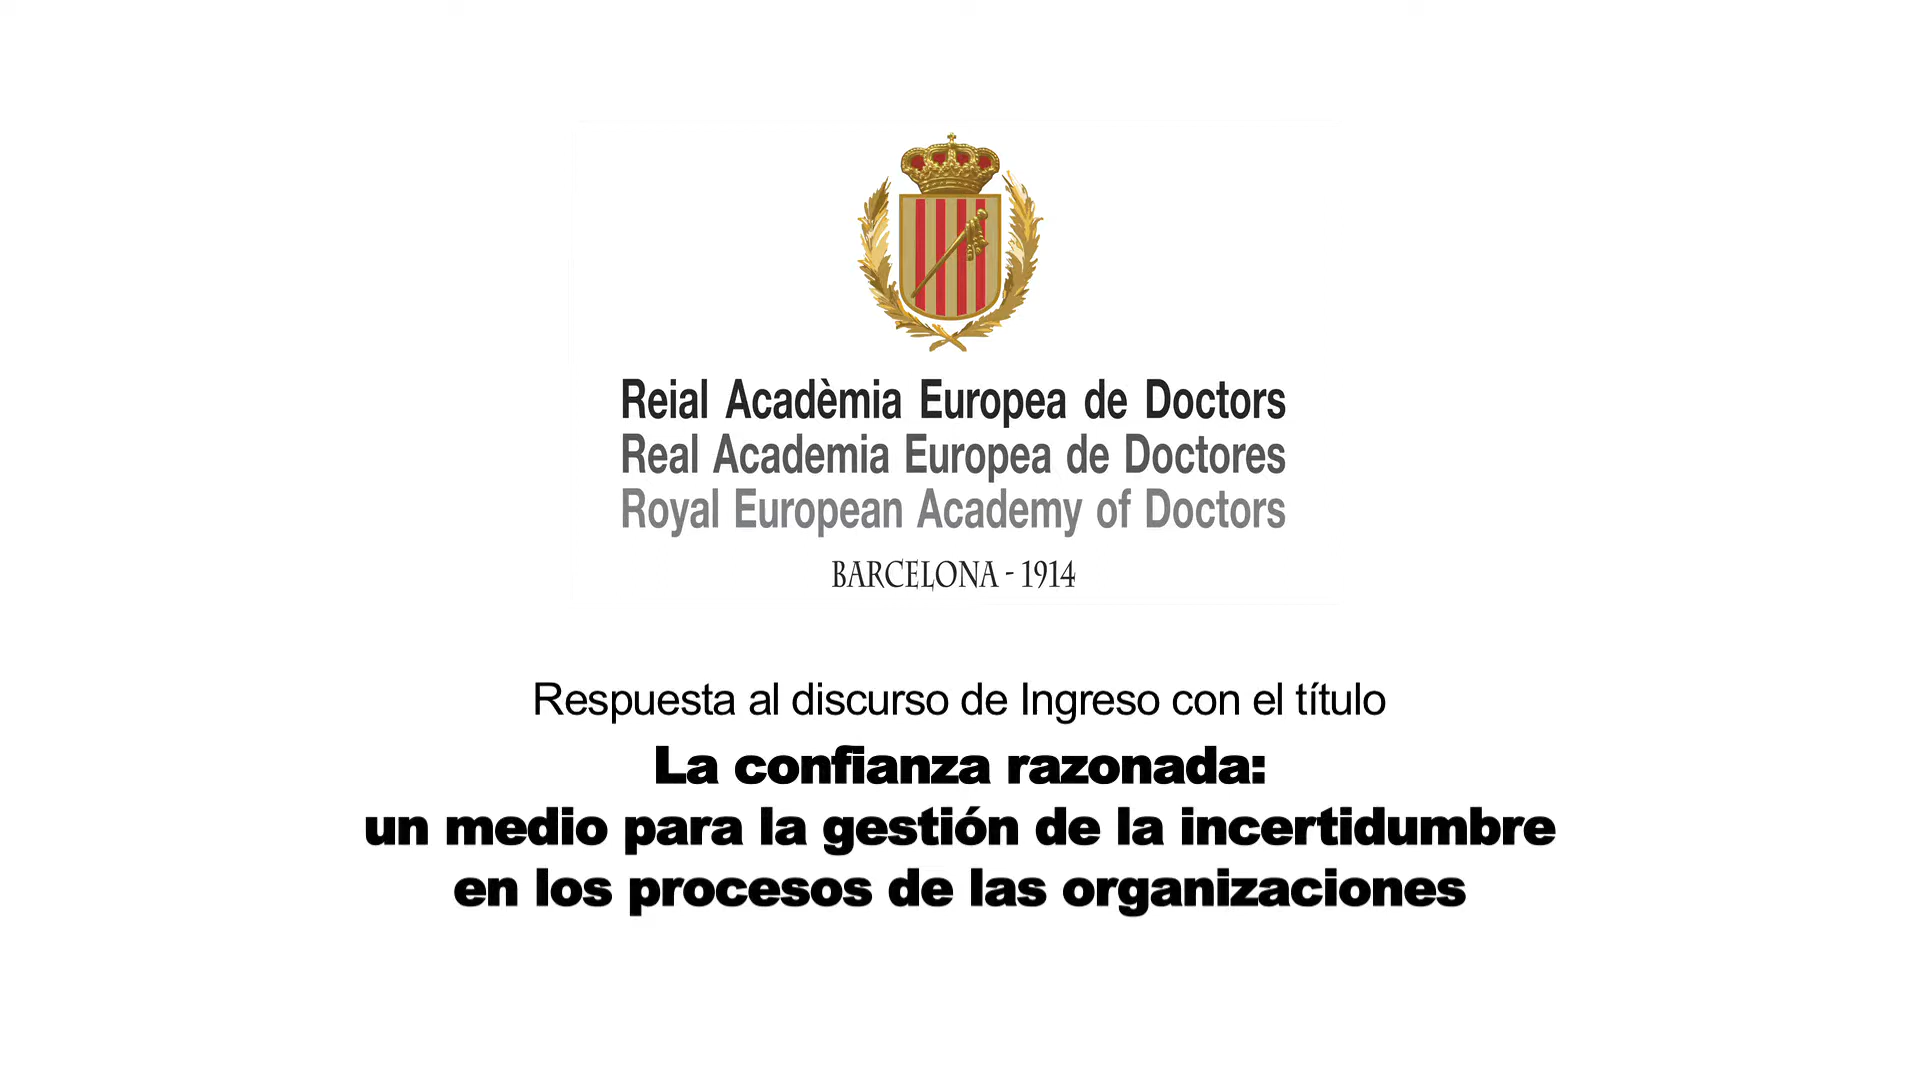 Reial Acadèmia Europea de Doctors
Real Academia Europea de Doctores
Royal European Academy of Doctors
BARCELONA - 1914
Respuesta al discurso de Ingreso con el título
La confianza razonada:
un medio para la gestión de la incertidumbre
en los procesos de las organizaciones